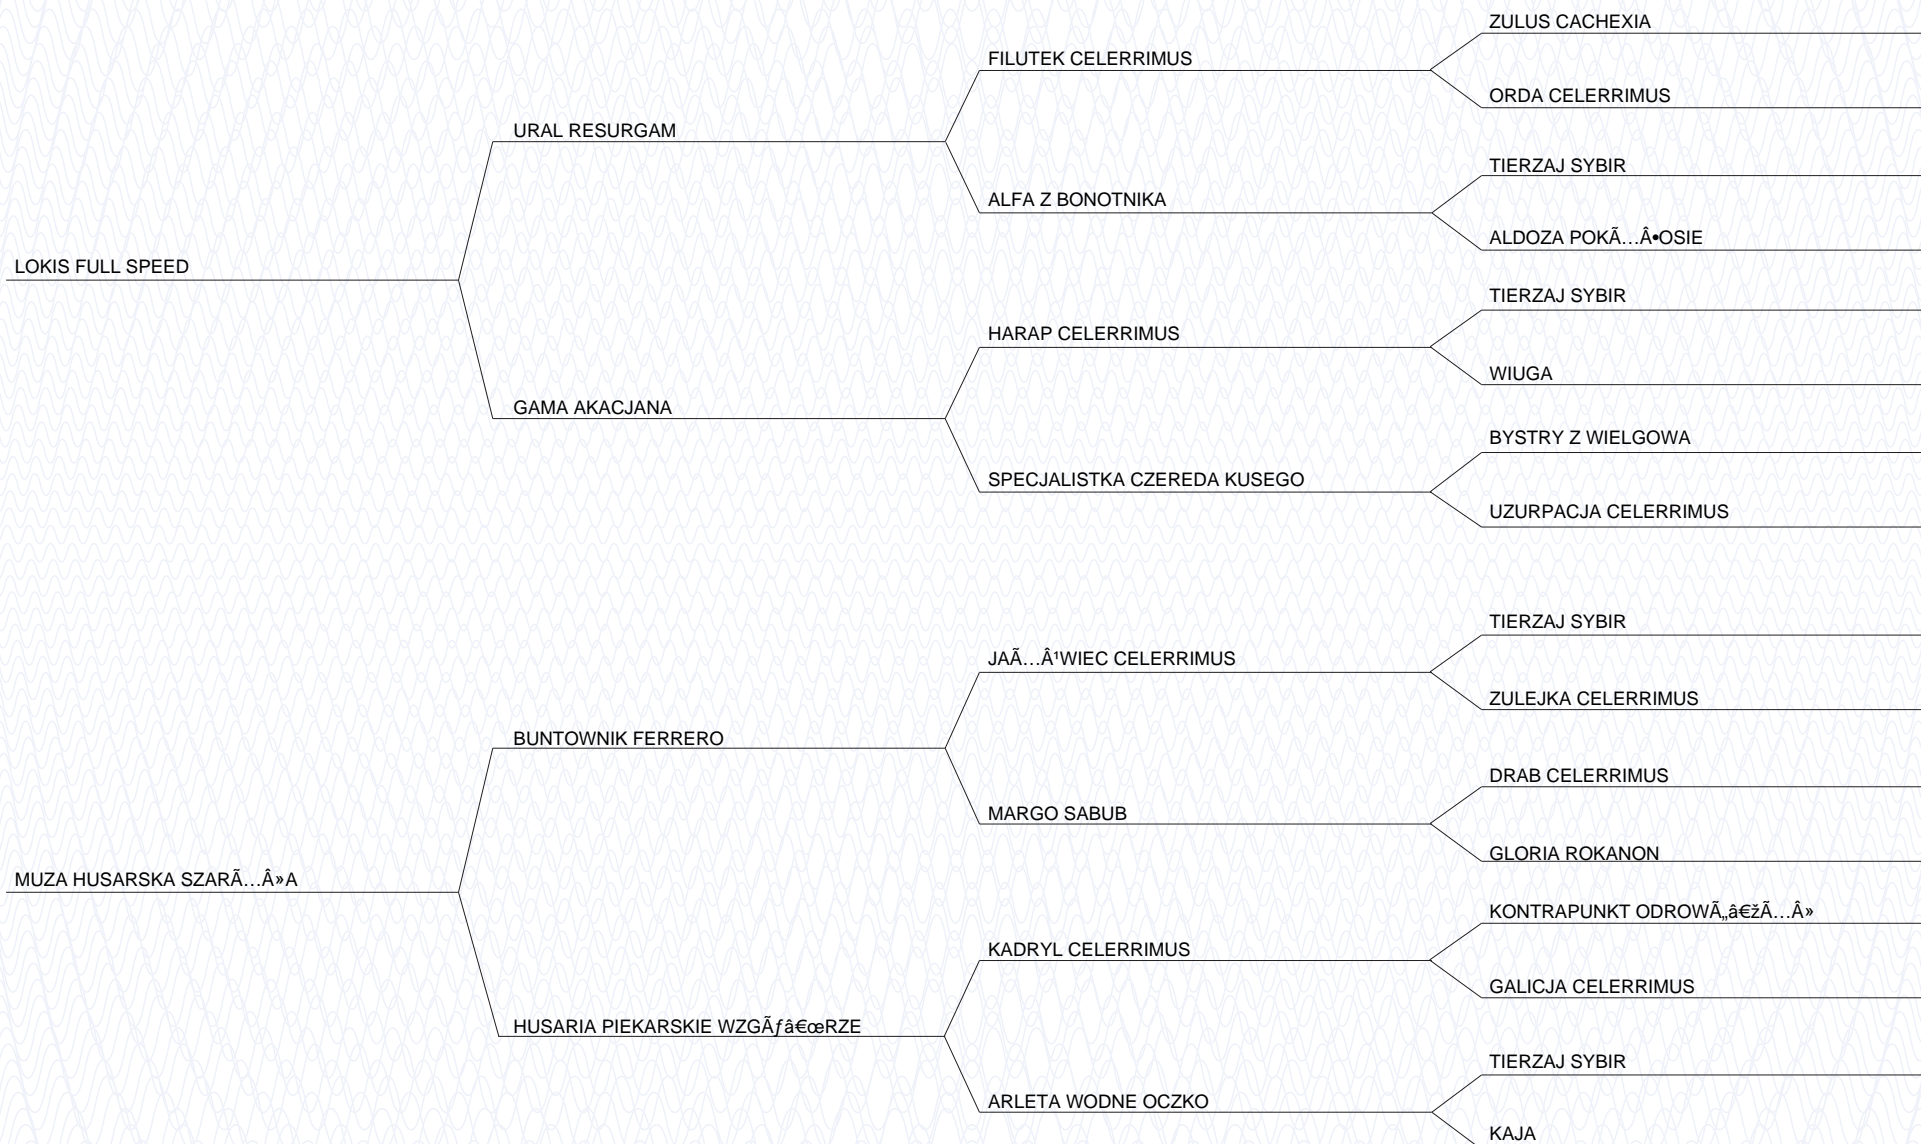 ZULUS CACHEXIA
FILUTEK CELERRIMUS
ORDA CELERRIMUS
URAL RESURGAM
TIERZAJ SYBIR
ALFA Z BONOTNIKA
ALDOZA POKÃ…Â•OSIE
LOKIS FULL SPEED
TIERZAJ SYBIR
HARAP CELERRIMUS
WIUGA
GAMA AKACJANA
BYSTRY Z WIELGOWA
SPECJALISTKA CZEREDA KUSEGO
UZURPACJA CELERRIMUS
TIERZAJ SYBIR
JAÃ…Â¹WIEC CELERRIMUS
ZULEJKA CELERRIMUS
BUNTOWNIK FERRERO
DRAB CELERRIMUS
MARGO SABUB
GLORIA ROKANON
MUZA HUSARSKA SZARÃ…Â»A
KONTRAPUNKT ODROWÃ„â€žÃ…Â»
KADRYL CELERRIMUS
GALICJA CELERRIMUS
HUSARIA PIEKARSKIE WZGÃƒâ€œRZE
TIERZAJ SYBIR
ARLETA WODNE OCZKO
KAJA